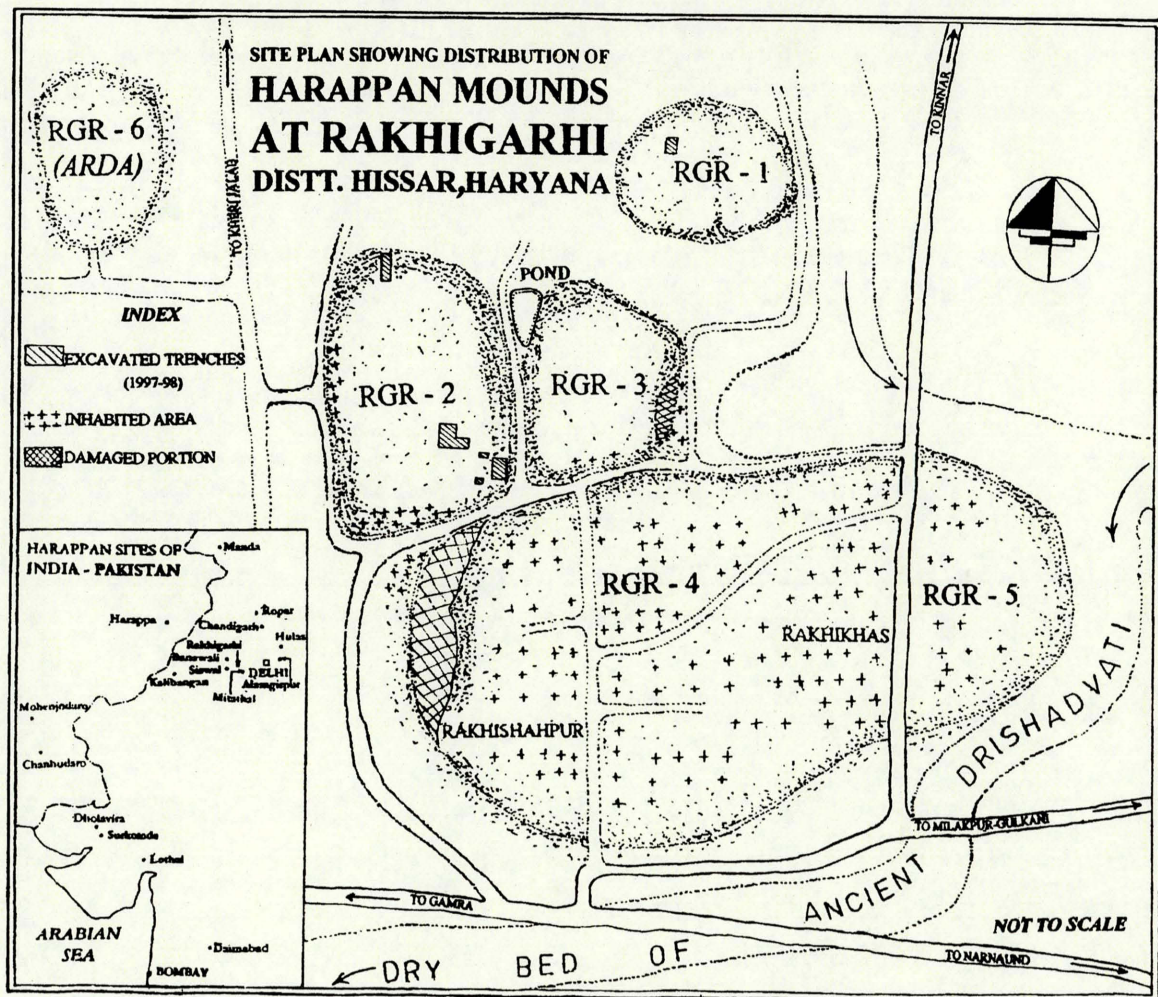 SITE PLAN SHOWING DISTRIBUTION OF
HARAPPAN MOUNDS
AT RAKHIGARHI
DISTT. HISSAR, HARYANA
RGR - 6
(ARDA)
RGR - 1
TO KINNAR
POND
INDEX
EXCAVATED TRENCHES
(1997-98)
INHABITED AREA
DAMAGED PORTION
RGR - 2
RGR - 3
RGR - 4
RGR - 5
RAKHIKHAS
RAKHISHAHPUR
HARAPPAN SITES OF
INDIA - PAKISTAN
Manda
Ropar
Harappa
Chandigarh
Hulas
Rakhigarhi
Banawali
Siswal
DELHI
Kalibangan
Alamgirpur
Mitathal
Mohenjodaro
Chanhudaro
Dholavira
Surkotada
Lothal
ARABIAN
SEA
Daimabad
BOMBAY
TO MILAKPUR-GULKANI
TO GAMRA
TO NARNAUND
NOT TO SCALE
DRY BED OF
ANCIENT
DRISHADVATI